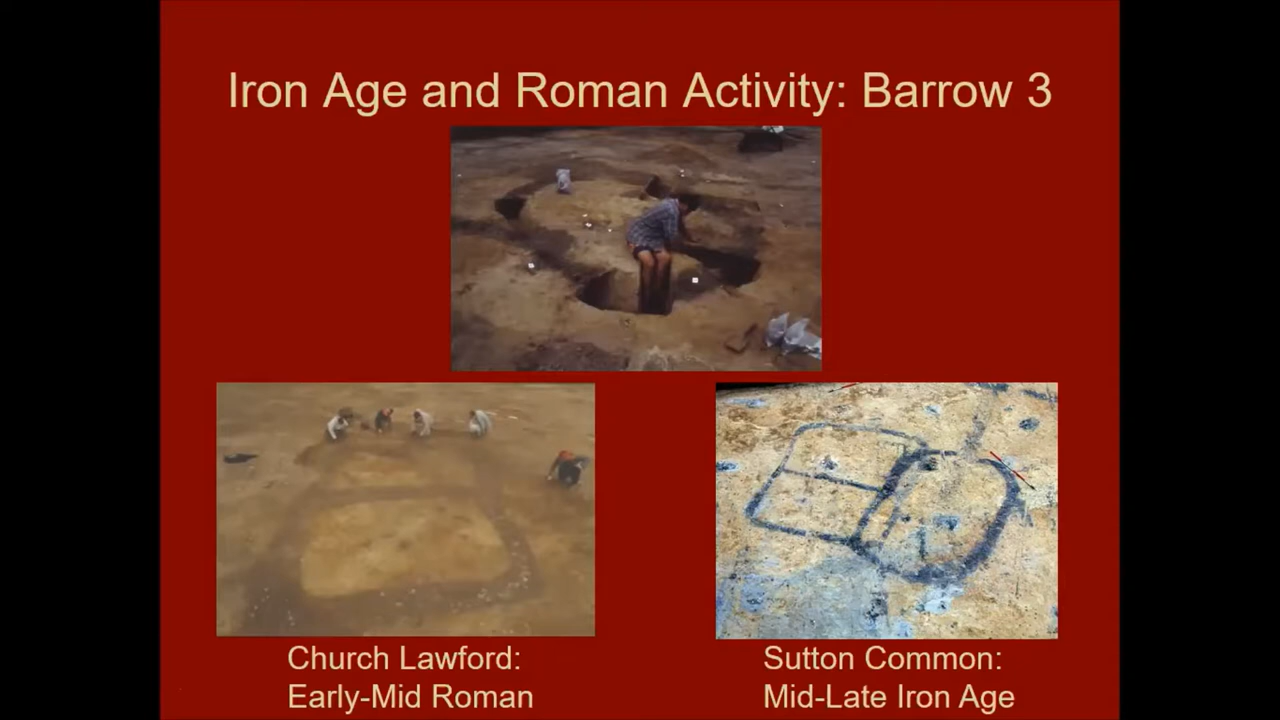 Iron Age and Roman Activity: Barrow 3
Church Lawford:
Early-Mid Roman
Sutton Common:
Mid-Late Iron Age